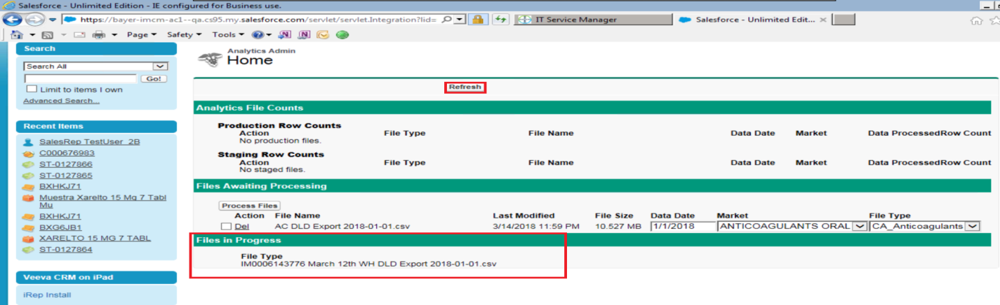 Salesforce - Unlimited Edition - IE configured for Business use.
https://bayer-imcm-ac1--qa.cs95.my.salesforce.com/servlet/servlet.Integration?lid= IT Service Manager Salesforce - Unlimited Edit...
Page Safety Tools
Search
Search All
Go!
Limit to items I own
Advanced Search...
Recent Items
SalesRep TestUser_2B
C000676983
ST-0127866
ST-0127865
BXHKJ71
Muestra Xarelto 15 Mg 7 Tabl
Mu
BXHKJ71
BXG6JB1
XARELTO 15 MG 7 TABL
ST-0127864
Veeva CRM on iPad
iRep Install
Analytics Admin
Home
Refresh
Analytics File Counts
Production Row Counts
Action File Type File Name Data Date Market Data ProcessedRow Count
No production files.
Staging Row Counts
Action File Type File Name Data Date Market Data ProcessedRow Count
No staged files.
Files Awaiting Processing
Process Files
Action File Name Last Modified File Size Data Date Market File Type
Del AC DLD Export 2018-01-01.csv 3/14/2018 11:59 PM 10.527 MB 1/1/2018 ANTICOAGULANTS ORAL CA_Anticoagulants
Files in Progress
File Type
IM0006143776 March 12th WH DLD Export 2018-01-01.csv